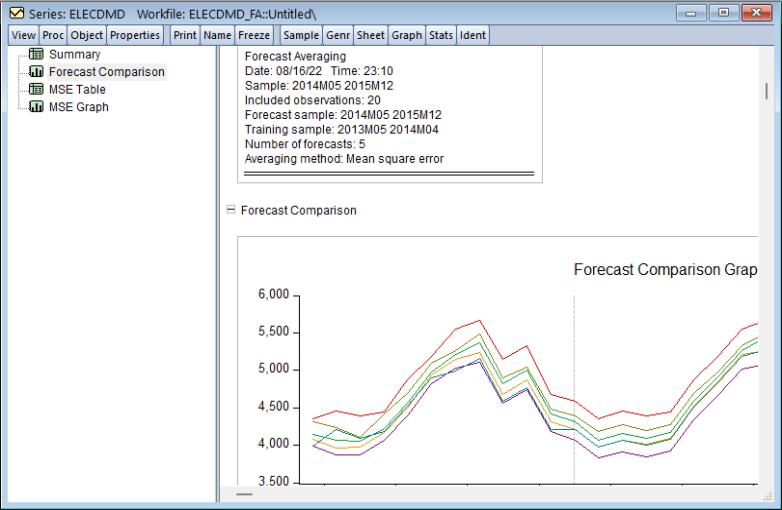 Series: ELECDMD   Workfile: ELECDMD_FA::Untitled\
View Proc Object Properties Print Name Freeze Sample Genr Sheet Graph Stats Ident
Summary
Forecast Comparison
MSE Table
MSE Graph
Forecast Averaging
Date: 08/16/22   Time: 23:10
Sample: 2014M05 2015M12
Included observations: 20
Forecast sample: 2014M05 2015M12
Training sample: 2013M05 2014M04
Number of forecasts: 5
Averaging method: Mean square error
Forecast Comparison
Forecast Comparison Grap
6,000
5,500
5,000
4,500
4,000
3,500